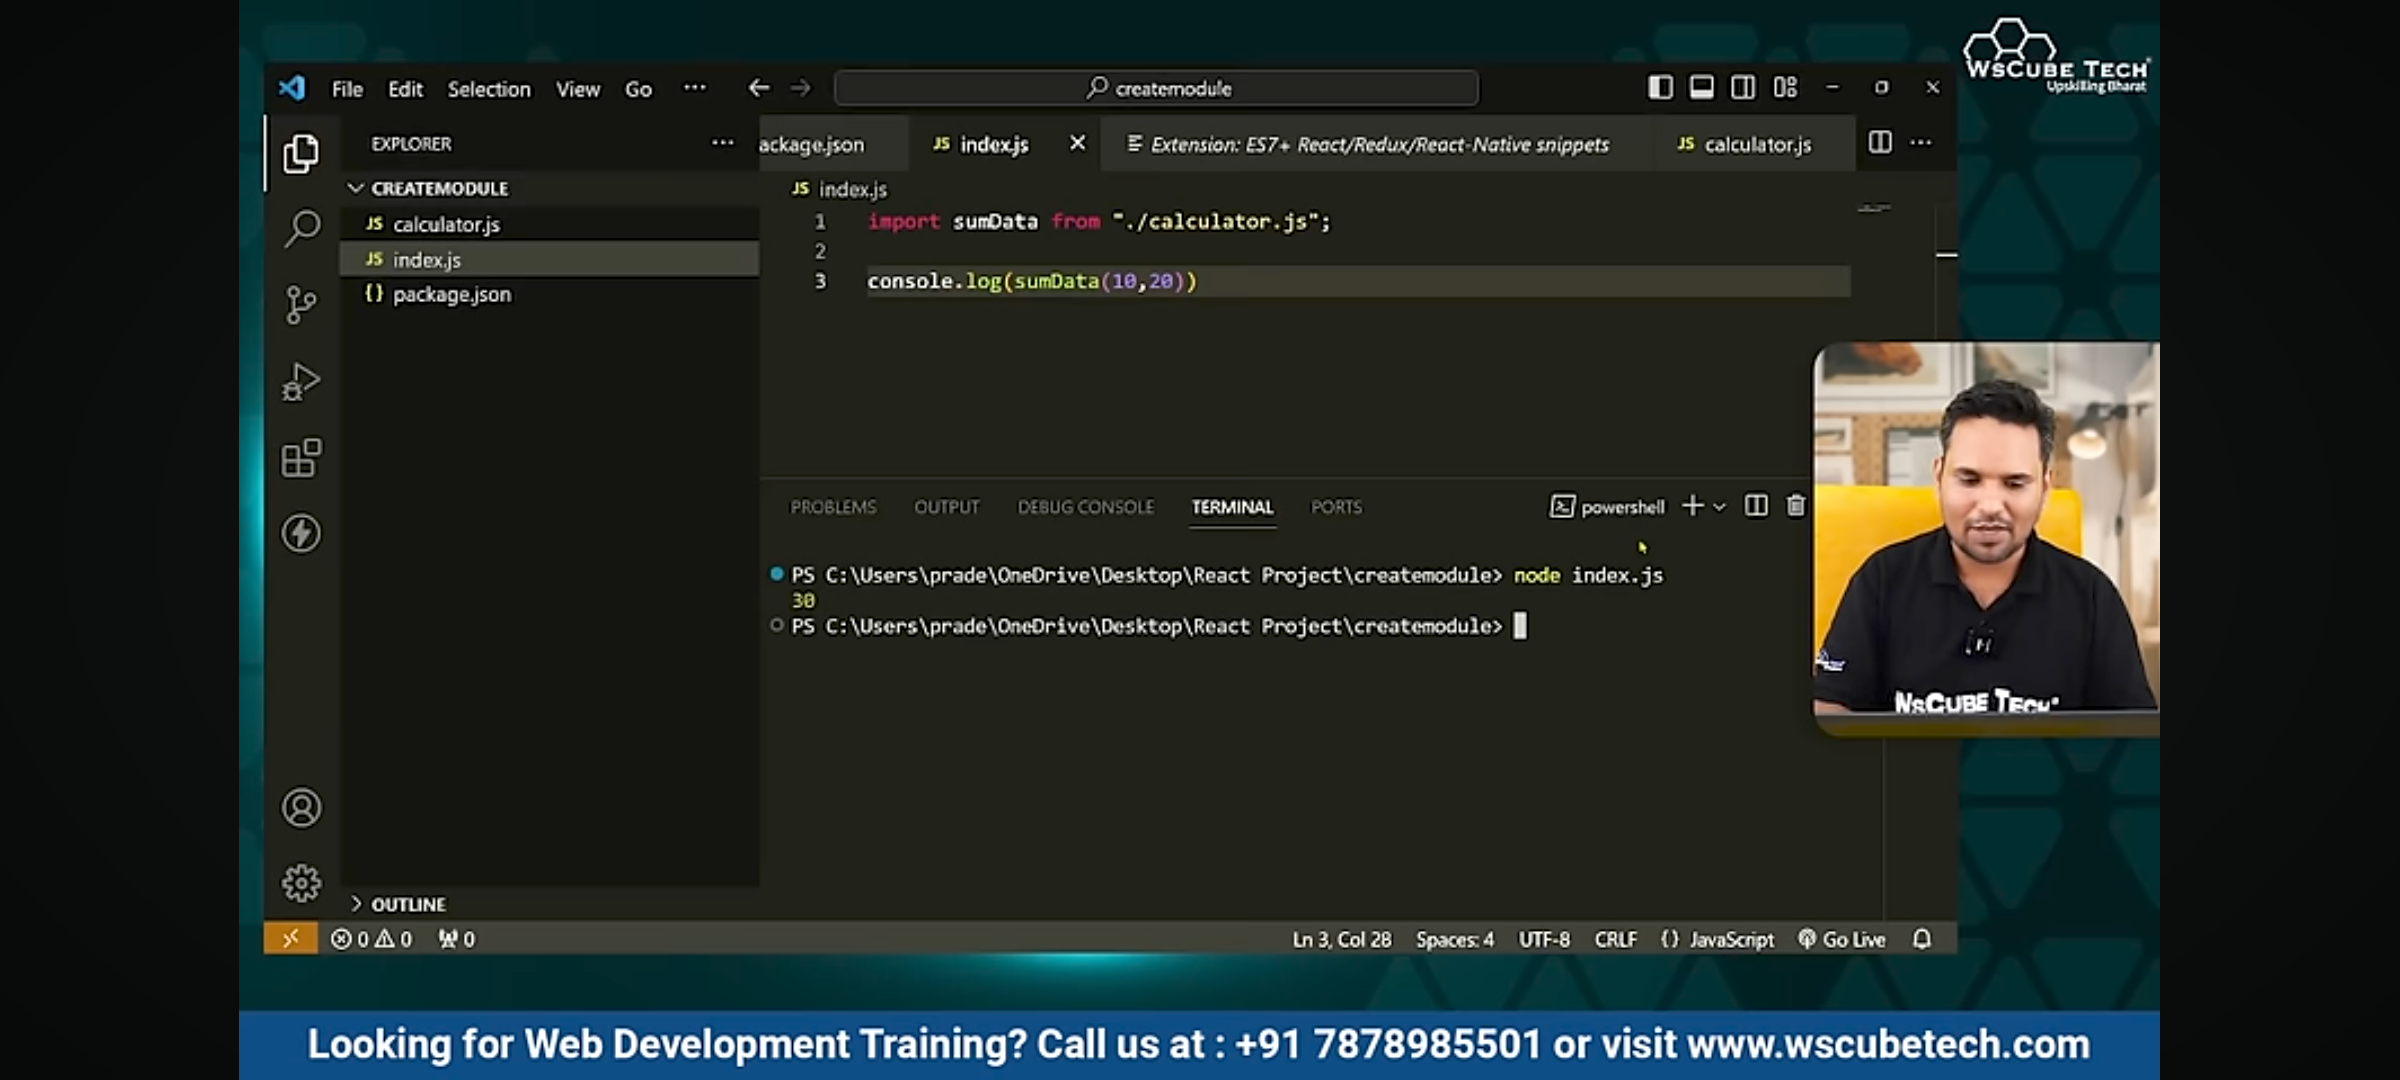 WsCube Tech
Upskilling Bharat
File Edit Selection View Go ··· createmodule
EXPLORER ···
ackage.json JS index.js Extension: ES7+ React/Redux/React-Native snippets JS calculator.js ···
CREATEMODULE
JS calculator.js
JS index.js
{} package.json
JS index.js
1 import sumData from "./calculator.js";
2
3 console.log(sumData(10,20))
PROBLEMS OUTPUT DEBUG CONSOLE TERMINAL PORTS powershell
PS C:\Users\prade\OneDrive\Desktop\React Project\createmodule> node index.js
30
PS C:\Users\prade\OneDrive\Desktop\React Project\createmodule>
WsCube Tech
OUTLINE
0 0 0 Ln 3, Col 28 Spaces: 4 UTF-8 CRLF {} JavaScript Go Live
Looking for Web Development Training? Call us at : +91 7878985501 or visit www.wscubetech.com